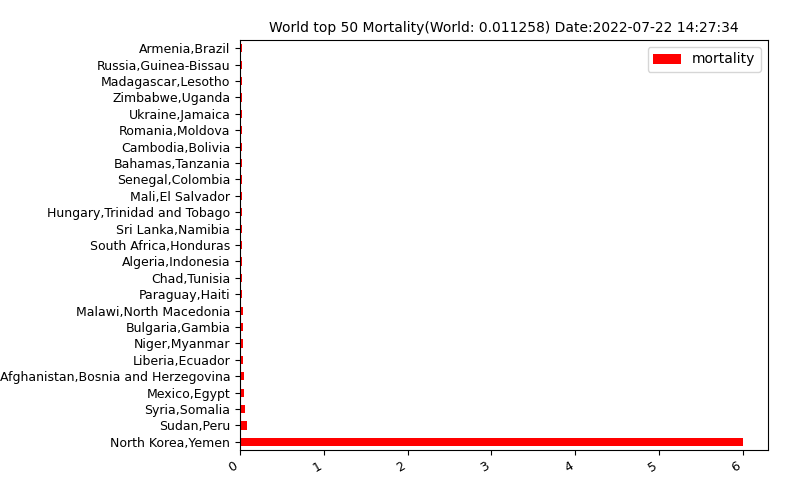 World top 50 Mortality(World: 0.011258) Date:2022-07-22 14:27:34
mortality
Armenia,Brazil
Russia,Guinea-Bissau
Madagascar,Lesotho
Zimbabwe,Uganda
Ukraine,Jamaica
Romania,Moldova
Cambodia,Bolivia
Bahamas,Tanzania
Senegal,Colombia
Mali,El Salvador
Hungary,Trinidad and Tobago
Sri Lanka,Namibia
South Africa,Honduras
Algeria,Indonesia
Chad,Tunisia
Paraguay,Haiti
Malawi,North Macedonia
Bulgaria,Gambia
Niger,Myanmar
Liberia,Ecuador
Afghanistan,Bosnia and Herzegovina
Mexico,Egypt
Syria,Somalia
Sudan,Peru
North Korea,Yemen
0 1 2 3 4 5 6